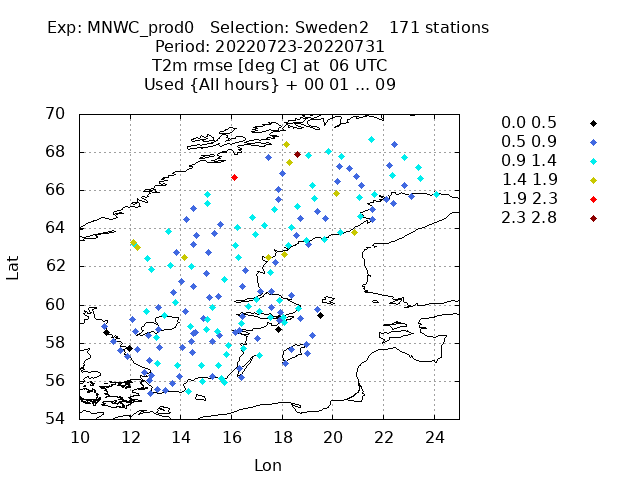 Exp: MNWC_prod0   Selection: Sweden2    171 stations
Period: 20220723-20220731
T2m rmse [deg C] at  06 UTC
Used {All hours} + 00 01 ... 09
70
68
66
64
62
60
58
56
54
Lat
10 12 14 16 18 20 22 24
Lon
0.0 0.5
0.5 0.9
0.9 1.4
1.4 1.9
1.9 2.3
2.3 2.8